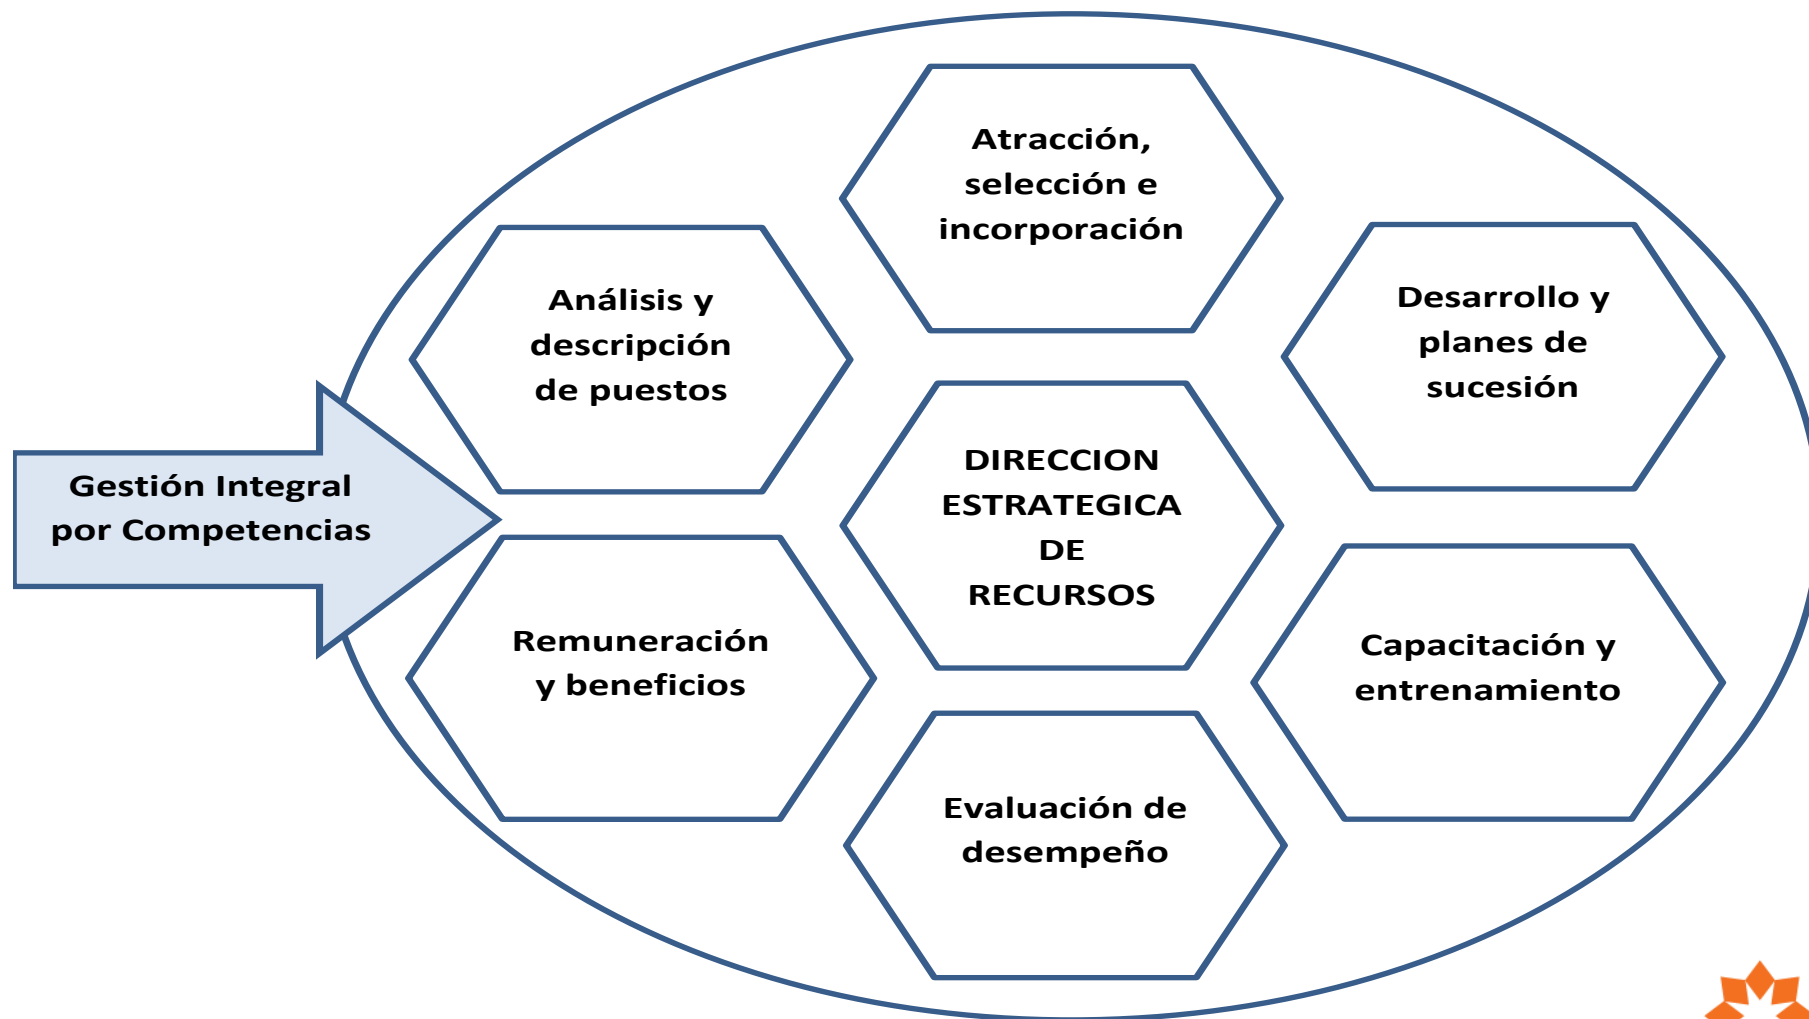 Atracción,
selección e
incorporación
Análisis y
descripción
de puestos
Desarrollo y
planes de
sucesión
Gestión Integral
por Competencias
DIRECCION
ESTRATEGICA
DE
RECURSOS
Remuneración
y beneficios
Capacitación y
entrenamiento
Evaluación de
desempeño